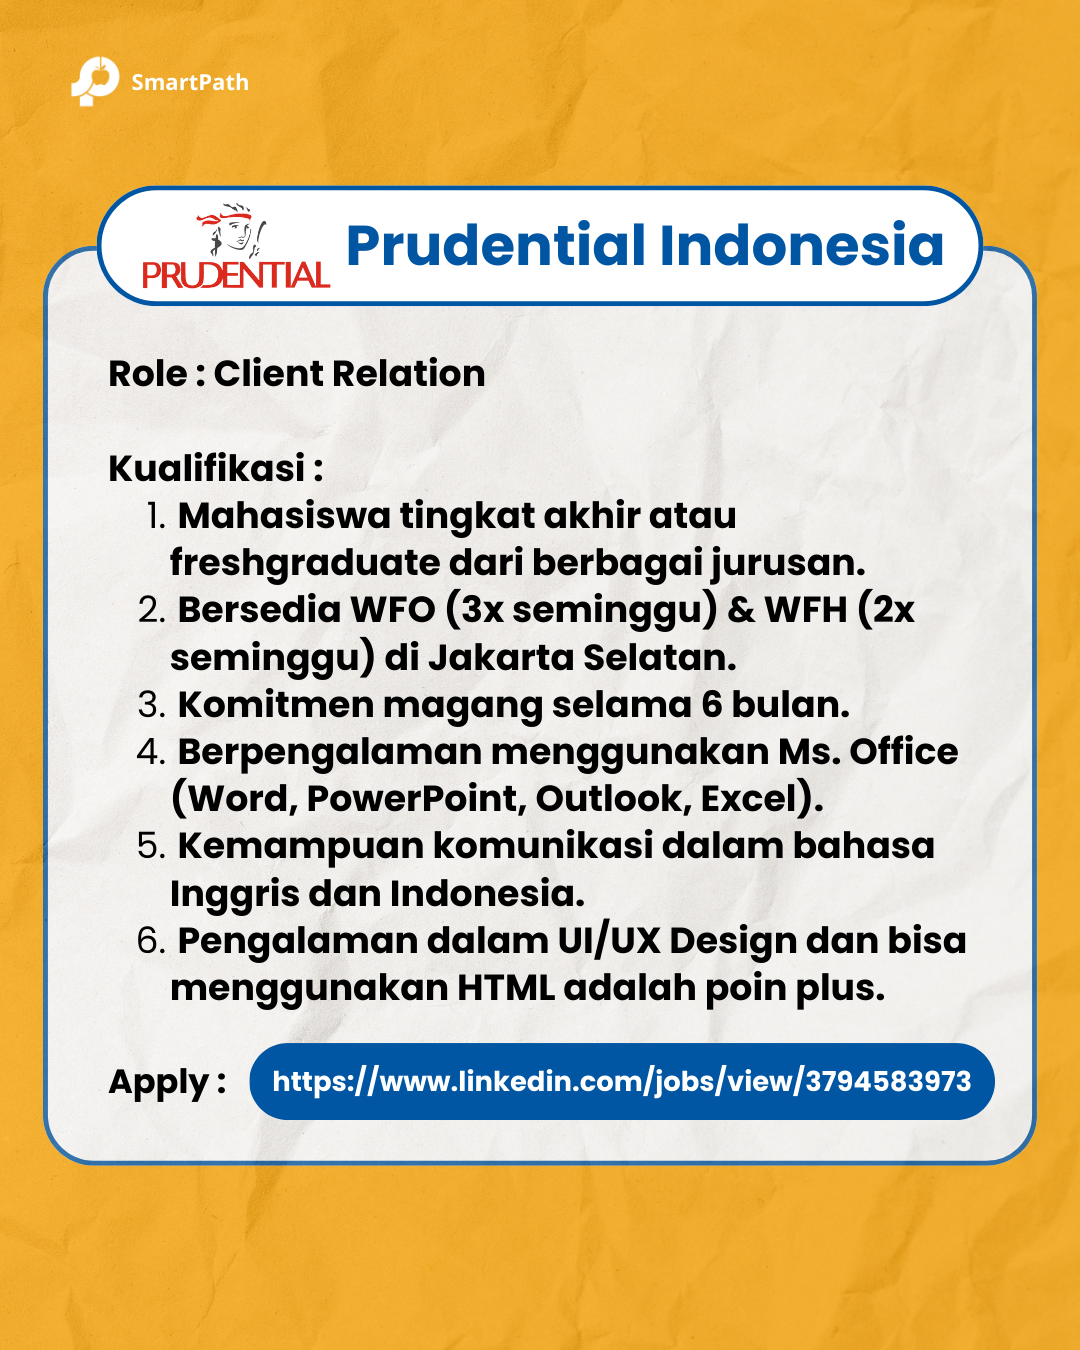 SmartPath
PRUDENTIAL
Prudential Indonesia
Role : Client Relation
Kualifikasi :
1. Mahasiswa tingkat akhir atau
freshgraduate dari berbagai jurusan.
2. Bersedia WFO (3x seminggu) & WFH (2x
seminggu) di Jakarta Selatan.
3. Komitmen magang selama 6 bulan.
4. Berpengalaman menggunakan Ms. Office
(Word, PowerPoint, Outlook, Excel).
5. Kemampuan komunikasi dalam bahasa
Inggris dan Indonesia.
6. Pengalaman dalam UI/UX Design dan bisa
menggunakan HTML adalah poin plus.
Apply : https://www.linkedin.com/jobs/view/3794583973